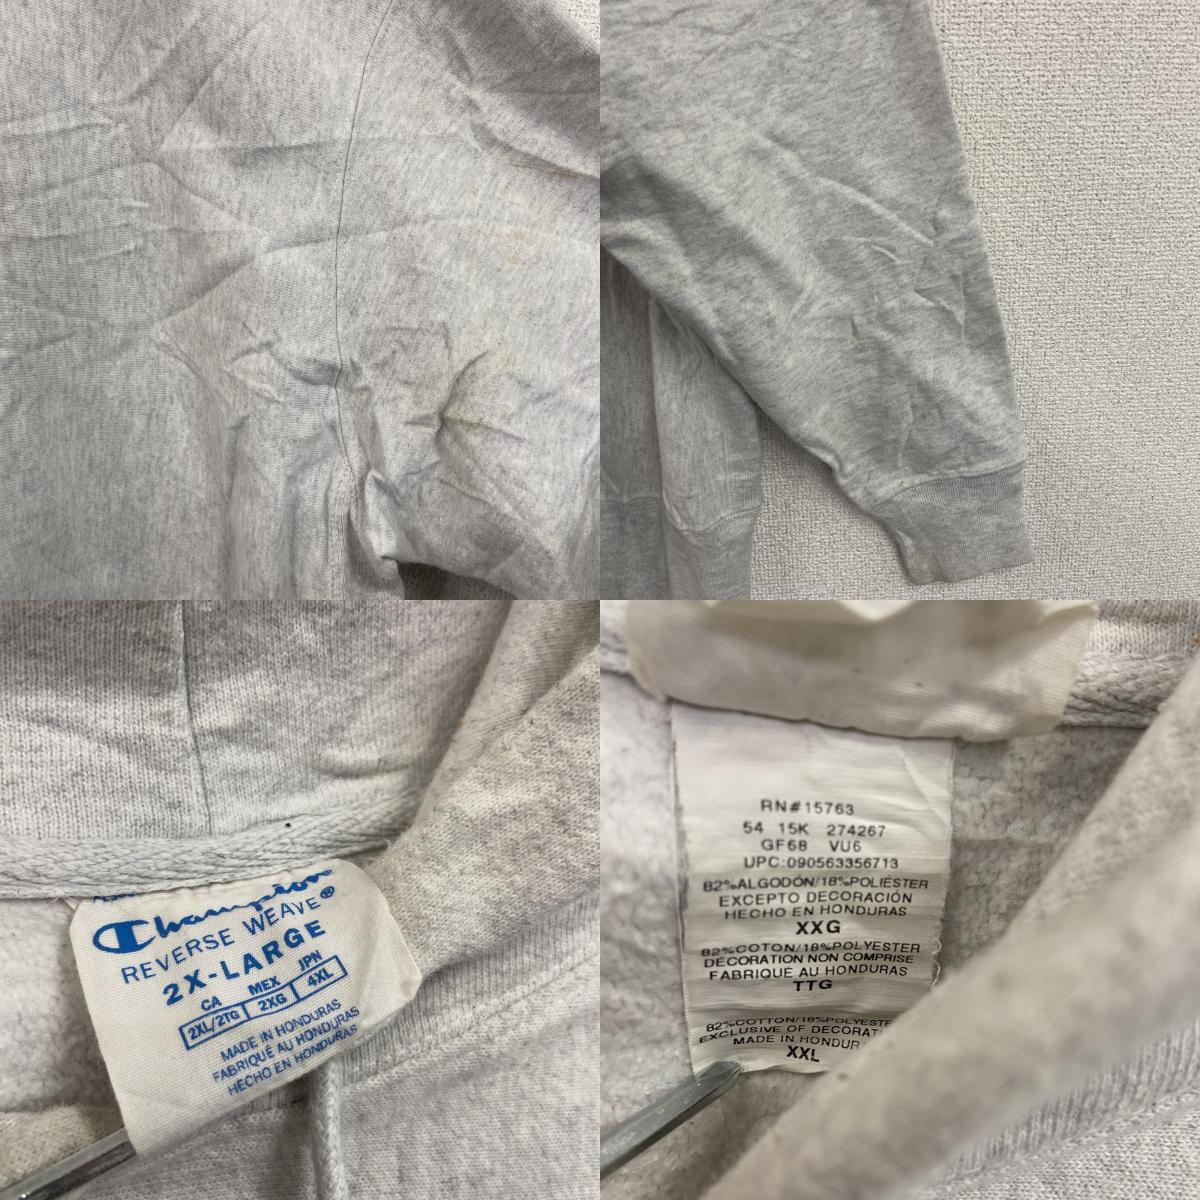 Champion
REVERSE WEAVE®
2X-LARGE
CA MEX JPN
2XL/2TG 2XG 4XL
MADE IN HONDURAS
FABRIQUÉ AU HONDURAS
HECHO EN HONDURAS
RN#15763
54 15K 274267
GF68 VU6
UPC:090563356713
82%ALGODÓN/18%POLIÉSTER
EXCEPTO DECORACIÓN
HECHO EN HONDURAS
XXG
82%COTON/18%POLYESTER
DÉCORATION NON COMPRISE
FABRIQUÉ AU HONDURAS
TTG
82%COTTON/18%POLYESTE
EXCLUSIVE OF DECORAT
MADE IN HONDUR
XXL